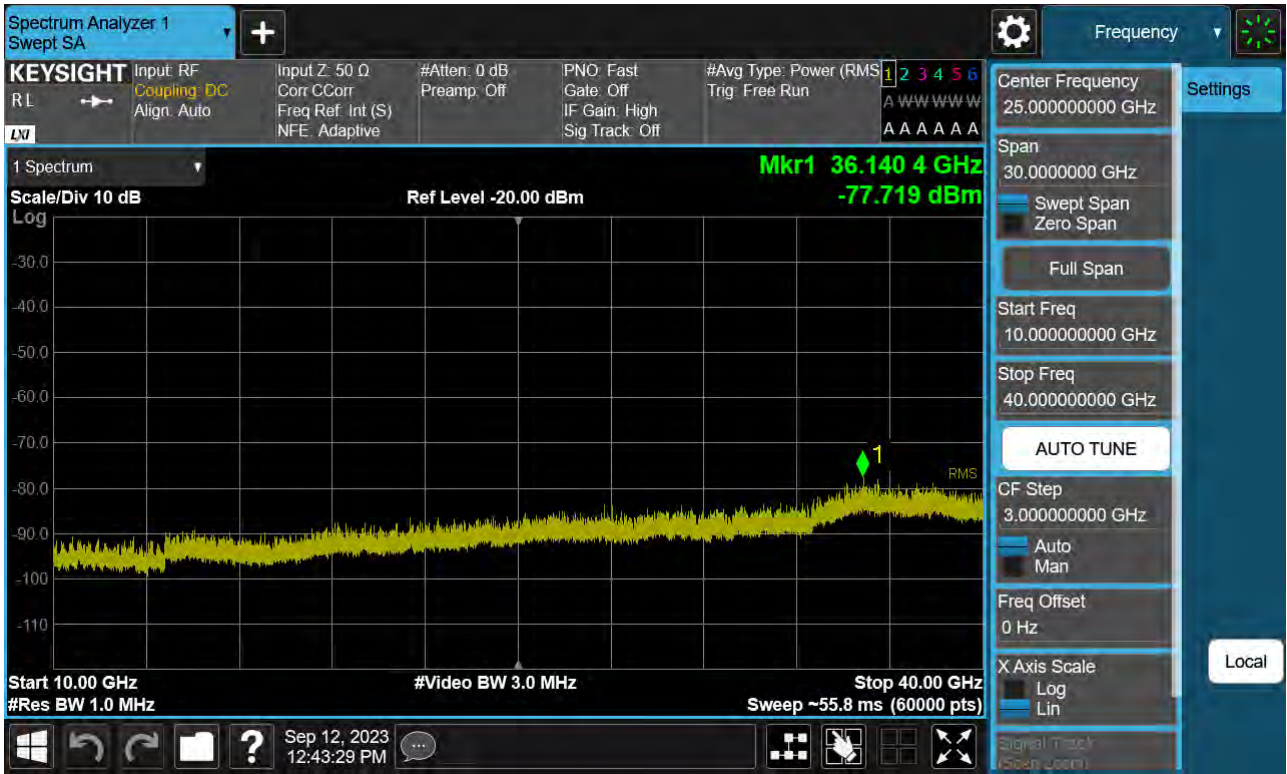 Spectrum Analyzer 1
Swept SA
Frequency
KEYSIGHT
RL
LXI
Input: RF
Coupling: DC
Align: Auto
Input Z: 50 Ω
Corr CCorr
Freq Ref: Int (S)
NFE: Adaptive
#Atten: 0 dB
Preamp: Off
PNO: Fast
Gate: Off
IF Gain: High
Sig Track: Off
#Avg Type: Power (RMS
Trig: Free Run
1 2 3 4 5 6
A W W W W W
A A A A A A
1 Spectrum
Scale/Div 10 dB
Log
Ref Level -20.00 dBm
Mkr1 36.140 4 GHz
-77.719 dBm
-30.0
-40.0
-50.0
-60.0
-70.0
-80.0
-90.0
-100
-110
1
RMS
Start 10.00 GHz
#Res BW 1.0 MHz
#Video BW 3.0 MHz
Stop 40.00 GHz
Sweep ~55.8 ms (60000 pts)
Sep 12, 2023
12:43:29 PM
Center Frequency
25.000000000 GHz
Span
30.0000000 GHz
Swept Span
Zero Span
Full Span
Start Freq
10.000000000 GHz
Stop Freq
40.000000000 GHz
AUTO TUNE
CF Step
3.000000000 GHz
Auto
Man
Freq Offset
0 Hz
X Axis Scale
Log
Lin
Signal Track
(Span Zoom)
Settings
Local